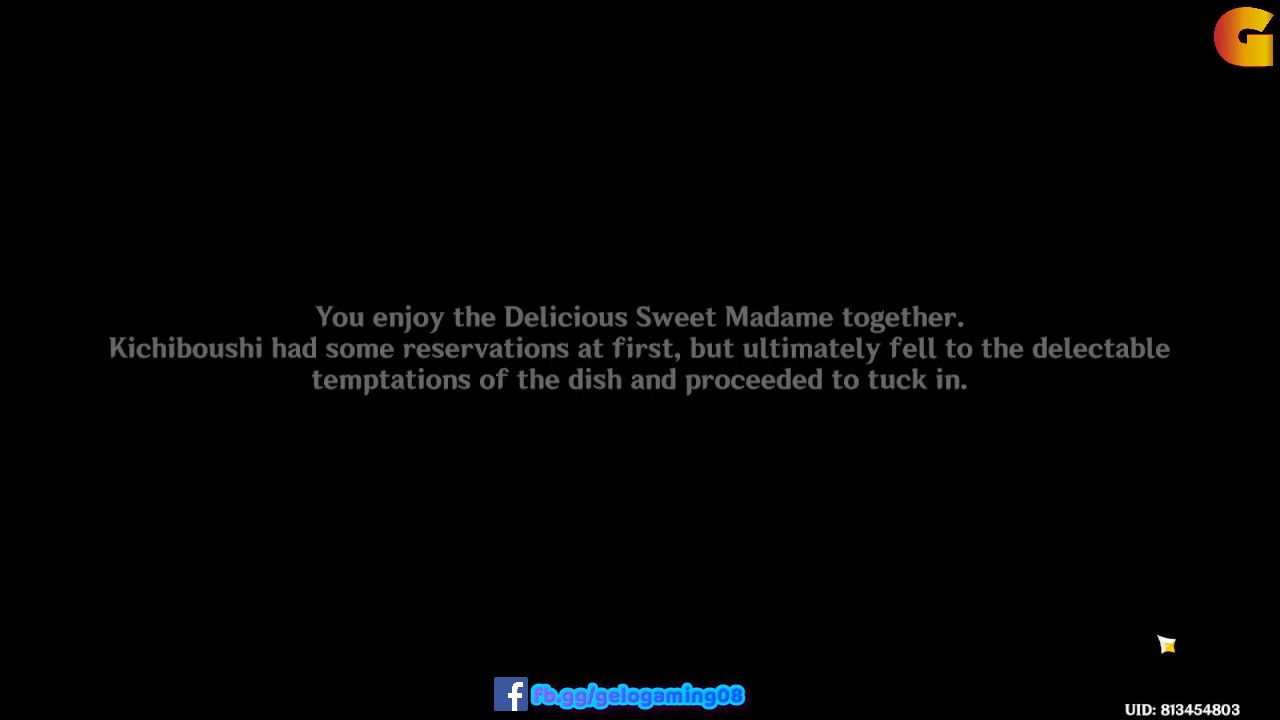 G
You enjoy the Delicious Sweet Madame together.
Kichiboushi had some reservations at first, but ultimately fell to the delectable
temptations of the dish and proceeded to tuck in.
f fb.gg/gelogaming08
UID: 813454803